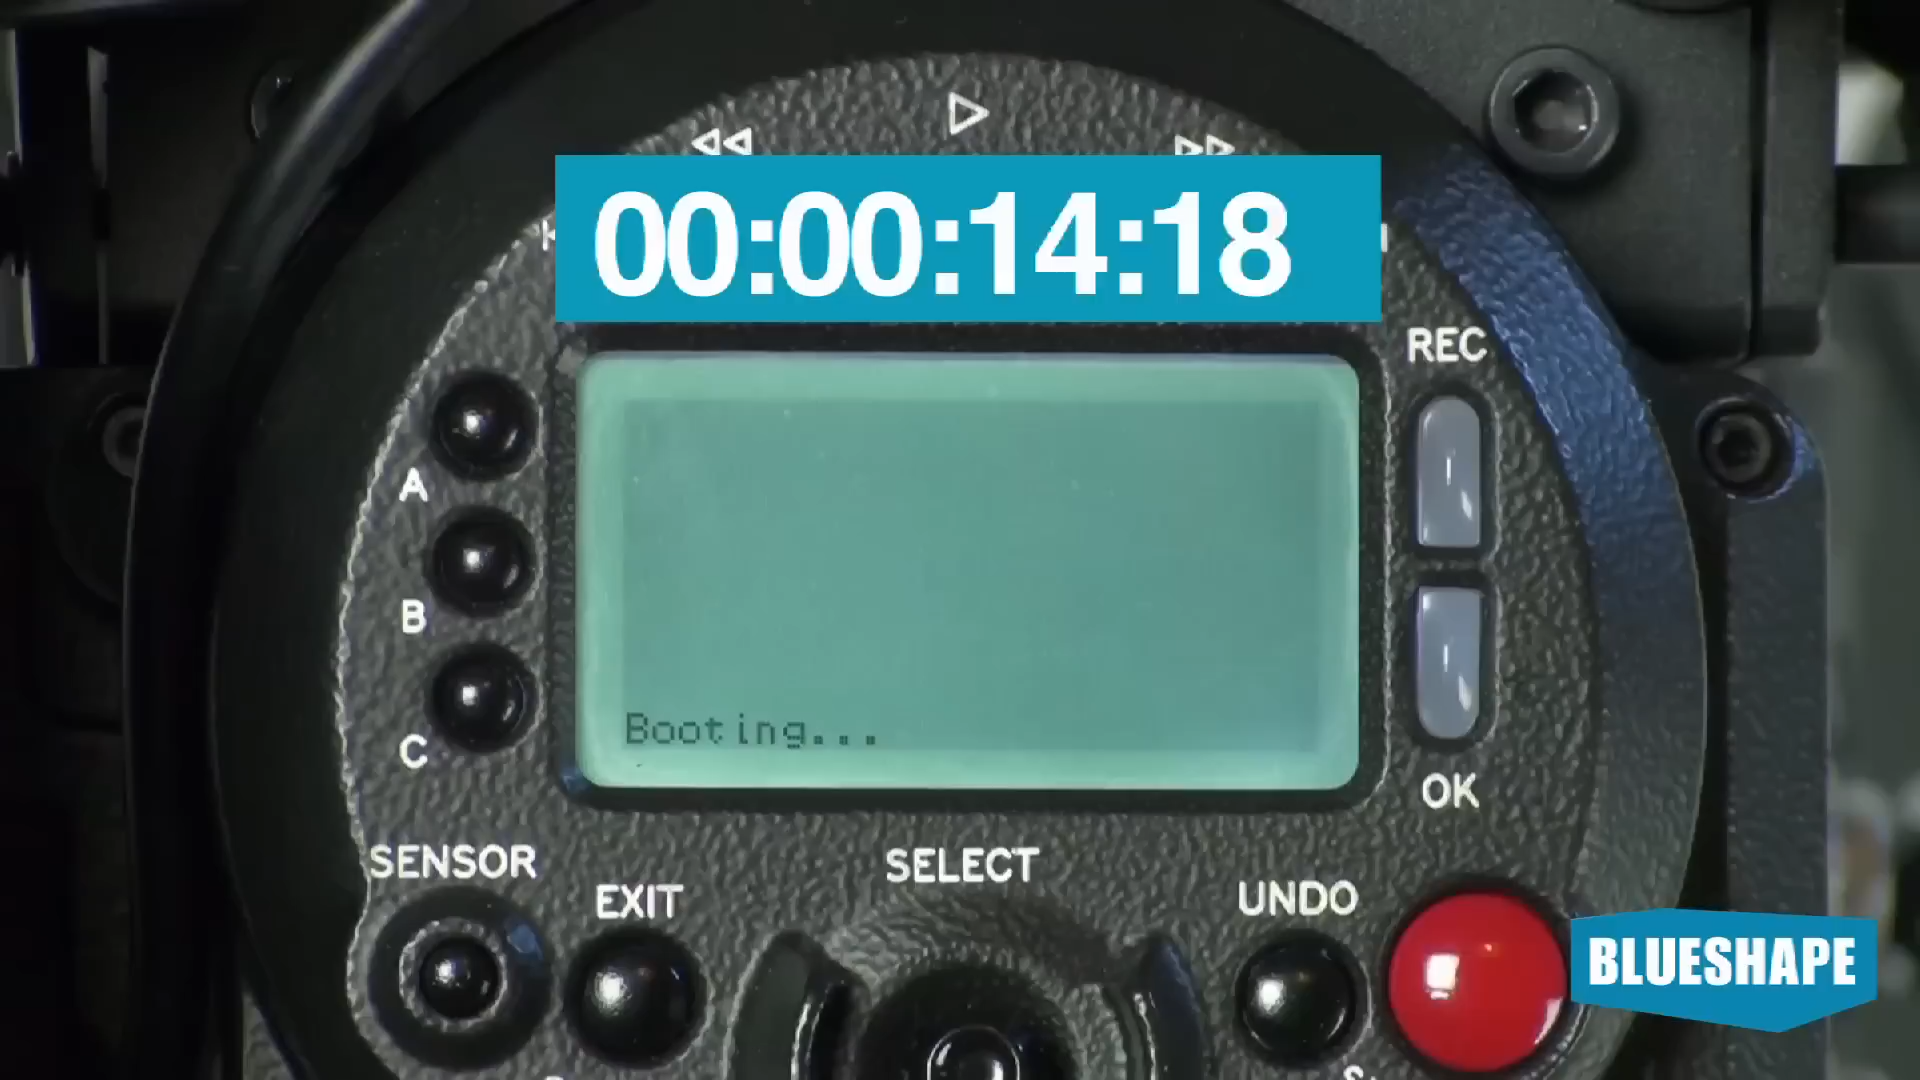 00:00:14:18
REC
A
B
Booting...
C
OK
SENSOR
SELECT
EXIT
UNDO
BLUESHAPE